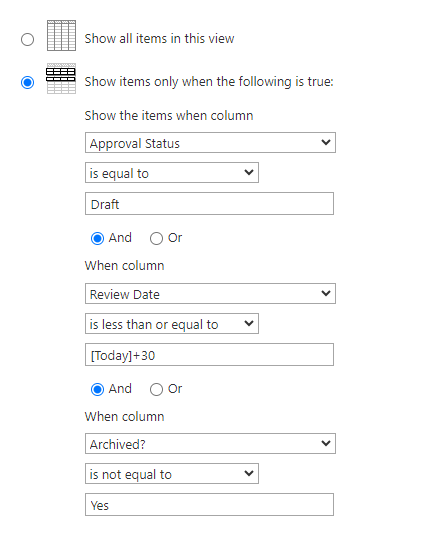 Show all items in this view
Show items only when the following is true:
Show the items when column
Approval Status
is equal to
Draft
And Or
When column
Review Date
is less than or equal to
[Today]+30
And Or
When column
Archived?
is not equal to
Yes